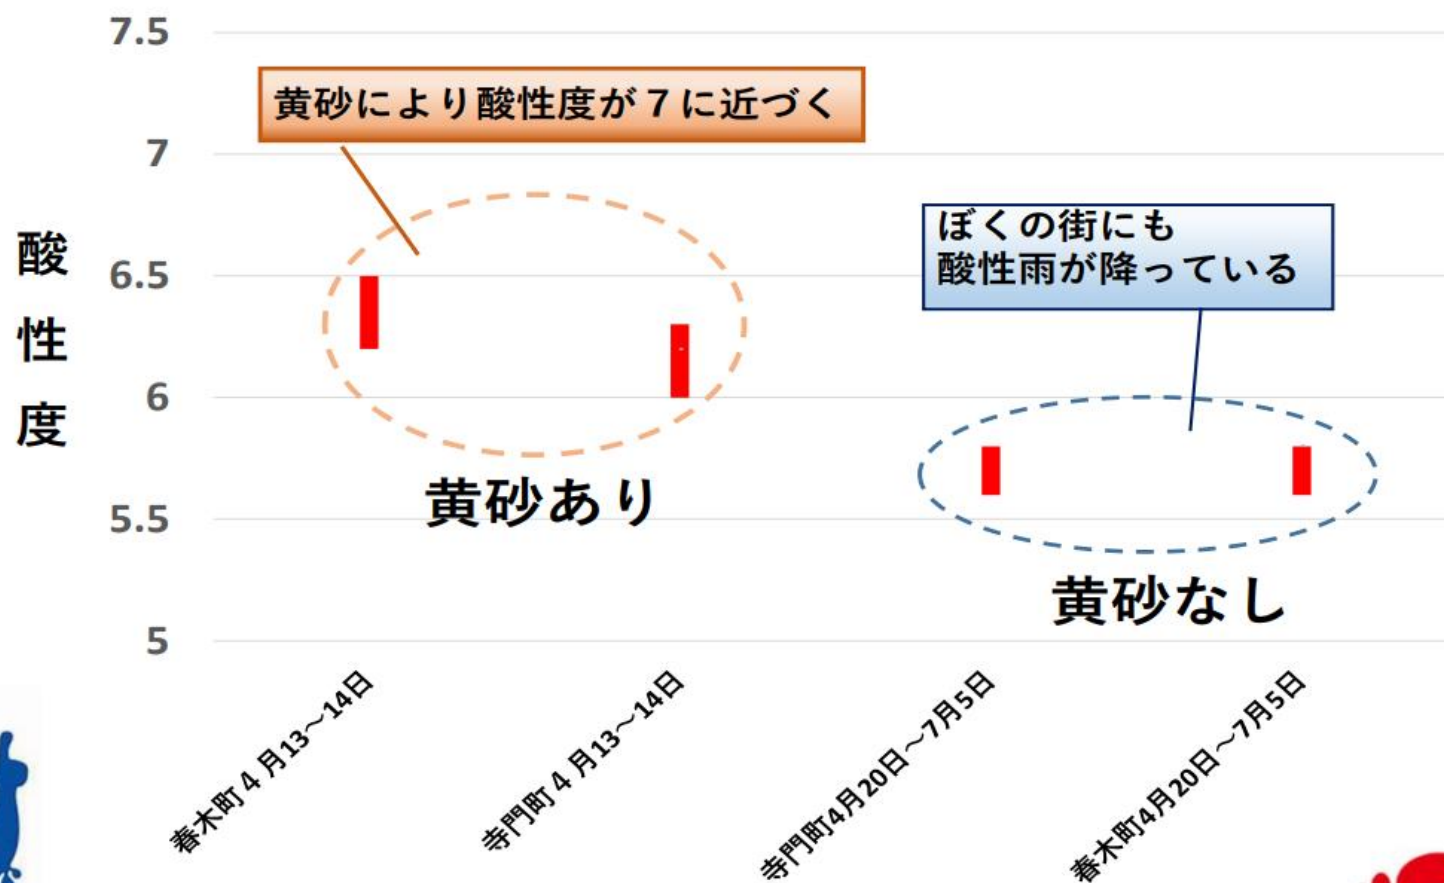 7.5
黄砂により酸性度が７に近づく
7
ぼくの街にも
酸性雨が降っている
酸性度
6.5
6
黄砂あり
5.5
黄砂なし
5
春木町４月13～14日
寺門町４月13～14日
寺門町4月20日～7月5日
春木町4月20日～7月5日